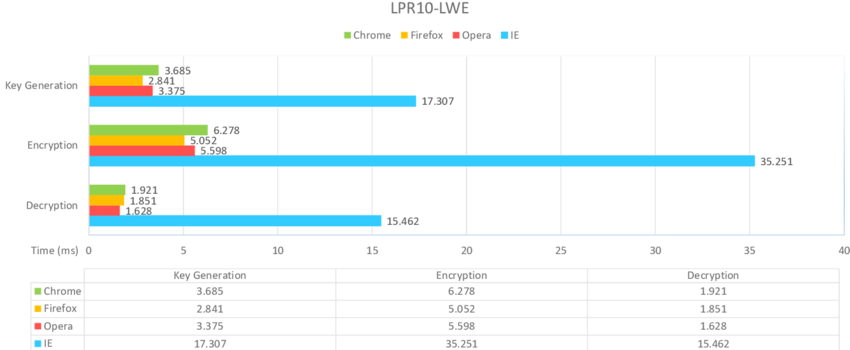 LPR10-LWE
Chrome Firefox Opera IE
Key Generation
3.685
2.841
3.375
17.307
Encryption
6.278
5.052
5.598
35.251
Decryption
1.921
1.851
1.628
15.462
Time (ms) 0 5 10 15 20 25 30 35 40
Key Generation Encryption Decryption
Chrome 3.685 6.278 1.921
Firefox 2.841 5.052 1.851
Opera 3.375 5.598 1.628
IE 17.307 35.251 15.462